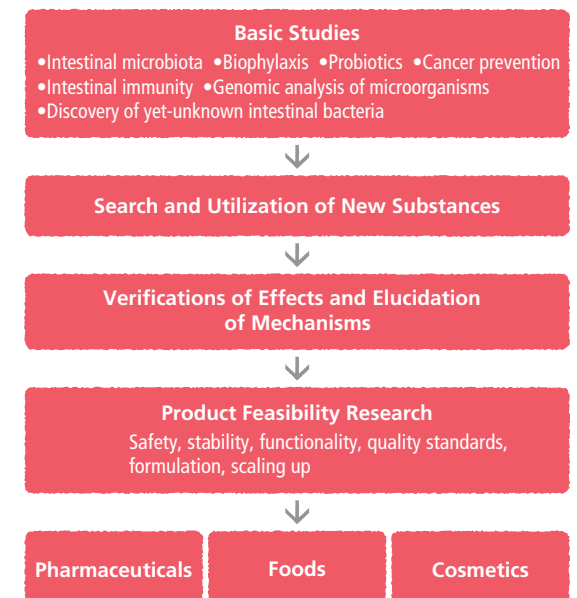 Basic Studies
•Intestinal microbiota •Biophylaxis •Probiotics •Cancer prevention
•Intestinal immunity •Genomic analysis of microorganisms
•Discovery of yet-unknown intestinal bacteria
Search and Utilization of New Substances
Verifications of Effects and Elucidation
of Mechanisms
Product Feasibility Research
Safety, stability, functionality, quality standards,
formulation, scaling up
Pharmaceuticals Foods Cosmetics